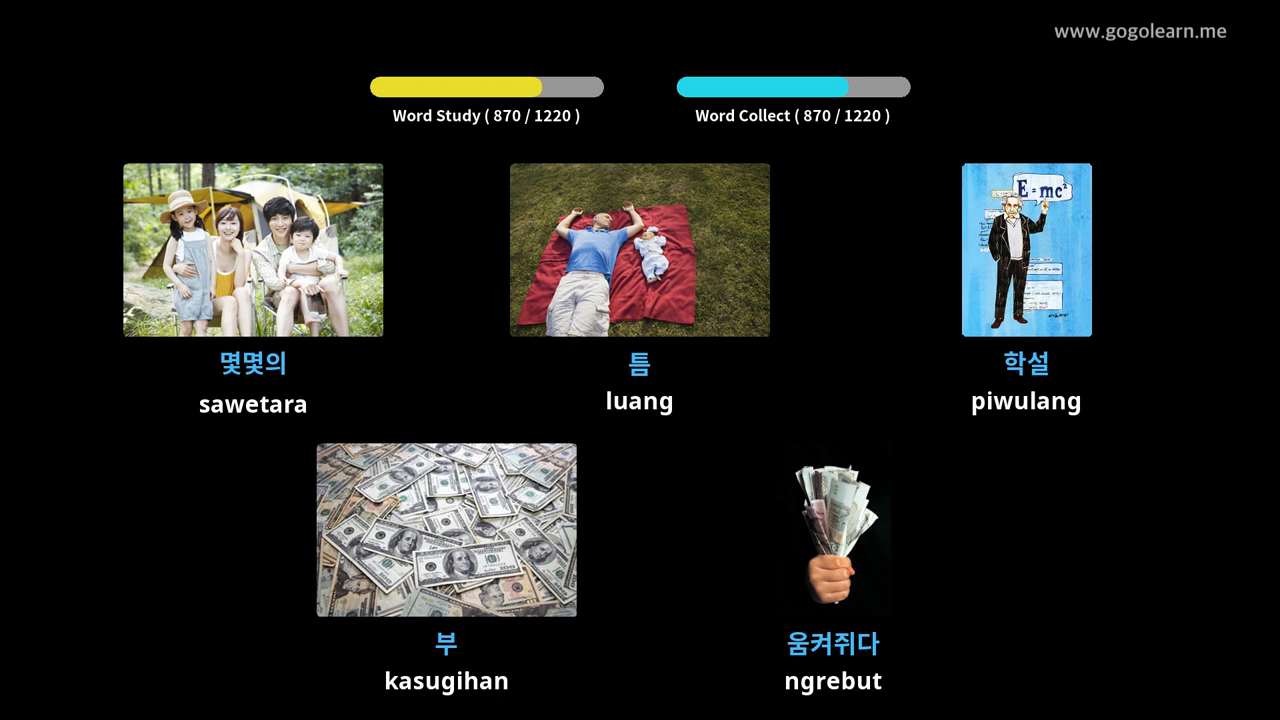 www.gogolearn.me
Word Study ( 870 / 1220 )
Word Collect ( 870 / 1220 )
E=mc²
몇몇의
sawetara
틈
luang
학설
piwulang
부
kasugihan
움켜쥐다
ngrebut